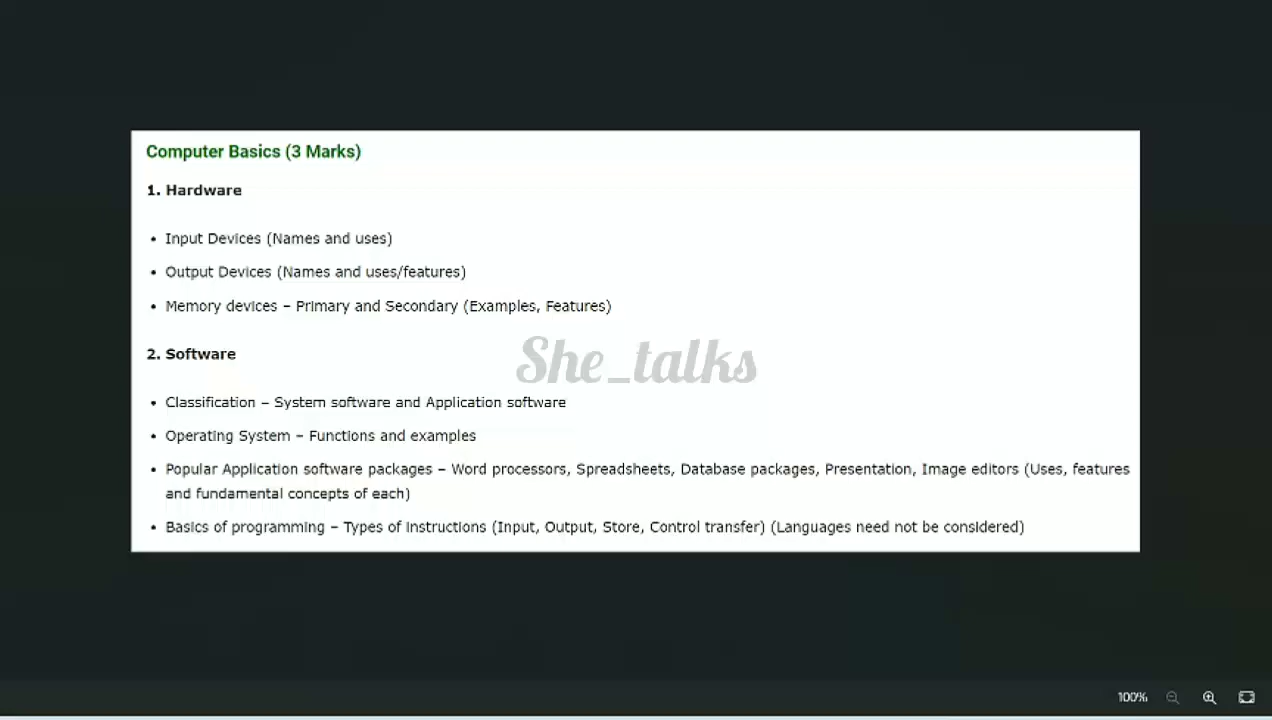 Computer Basics (3 Marks)
1. Hardware
• Input Devices (Names and uses)
• Output Devices (Names and uses/features)
• Memory devices – Primary and Secondary (Examples, Features)
She_talks
2. Software
• Classification – System software and Application software
• Operating System – Functions and examples
• Popular Application software packages – Word processors, Spreadsheets, Database packages, Presentation, Image editors (Uses, features
and fundamental concepts of each)
• Basics of programming – Types of instructions (Input, Output, Store, Control transfer) (Languages need not be considered)
100%